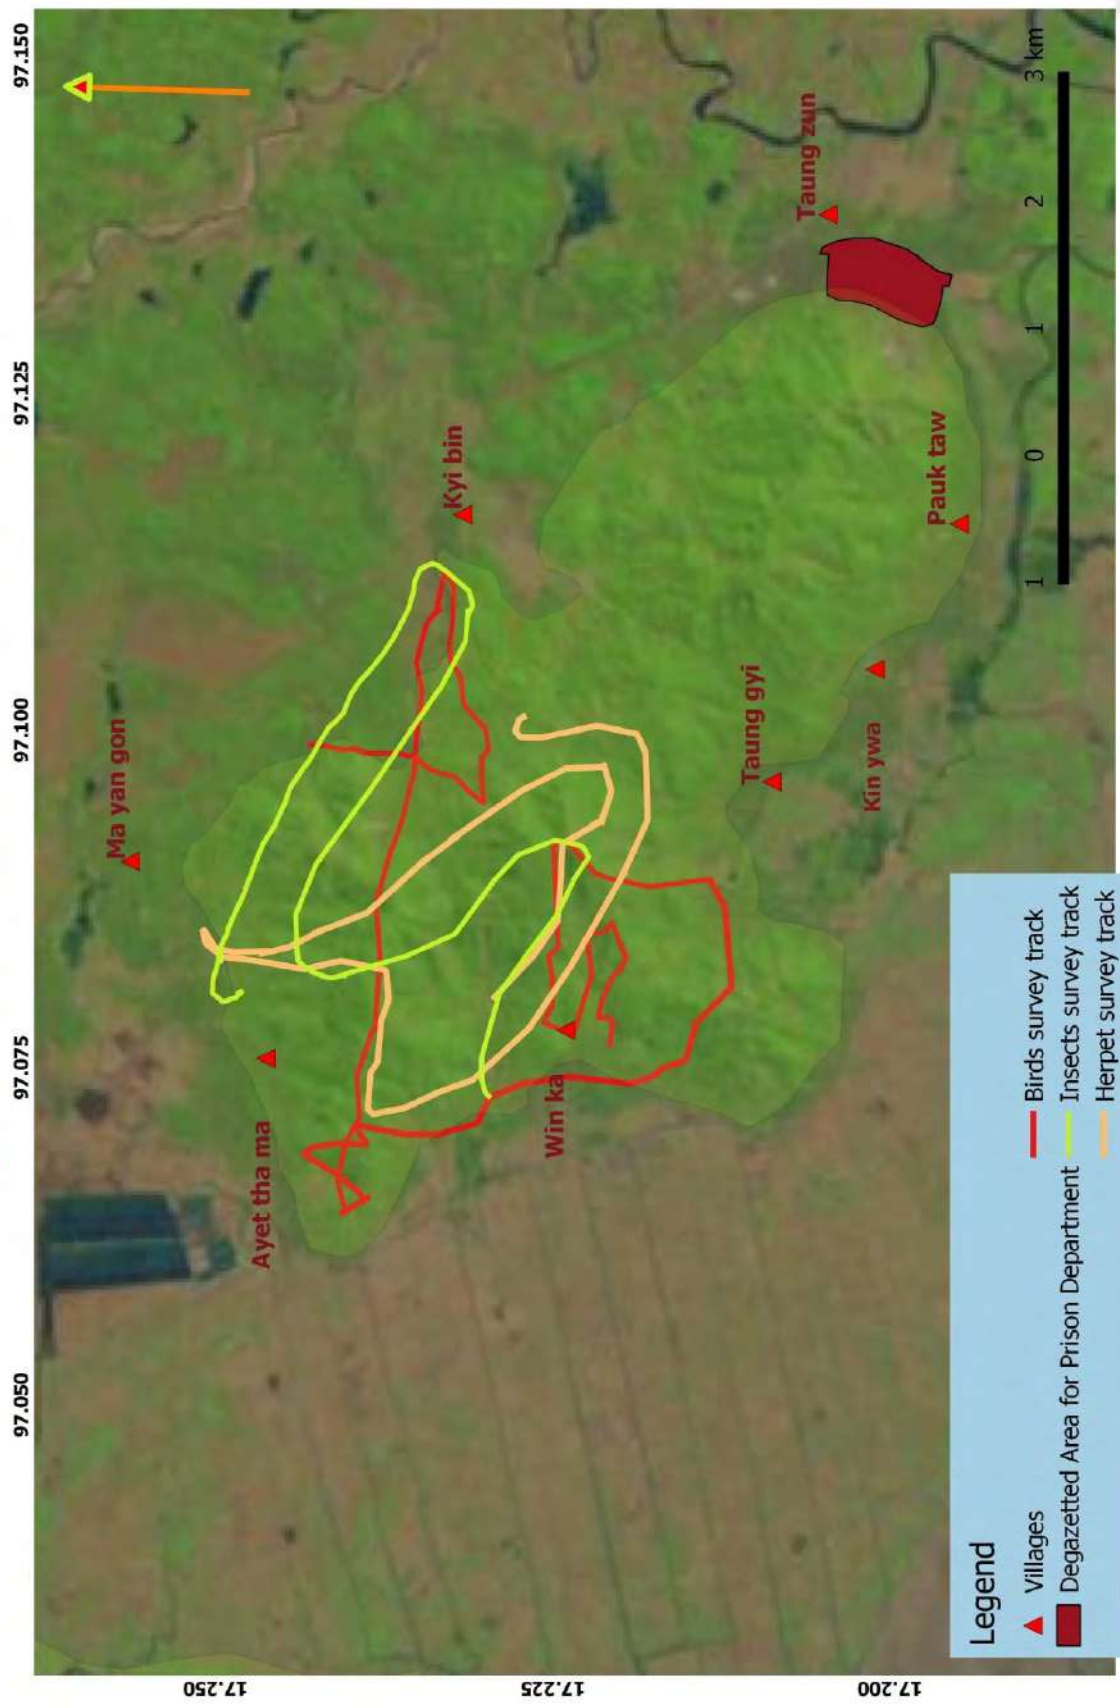 97.050
97.075
97.100
97.125
97.150
17.250
17.225
17.200
Ma yan gon
Ayet tha ma
Kyi bin
Win ka
Taung gyi
Taung zun
Kin ywa
Pauk taw
Legend
Villages
Degazetted Area for Prison Department
Birds survey track
Insects survey track
Herpet survey track
1 0 1 2 3 km